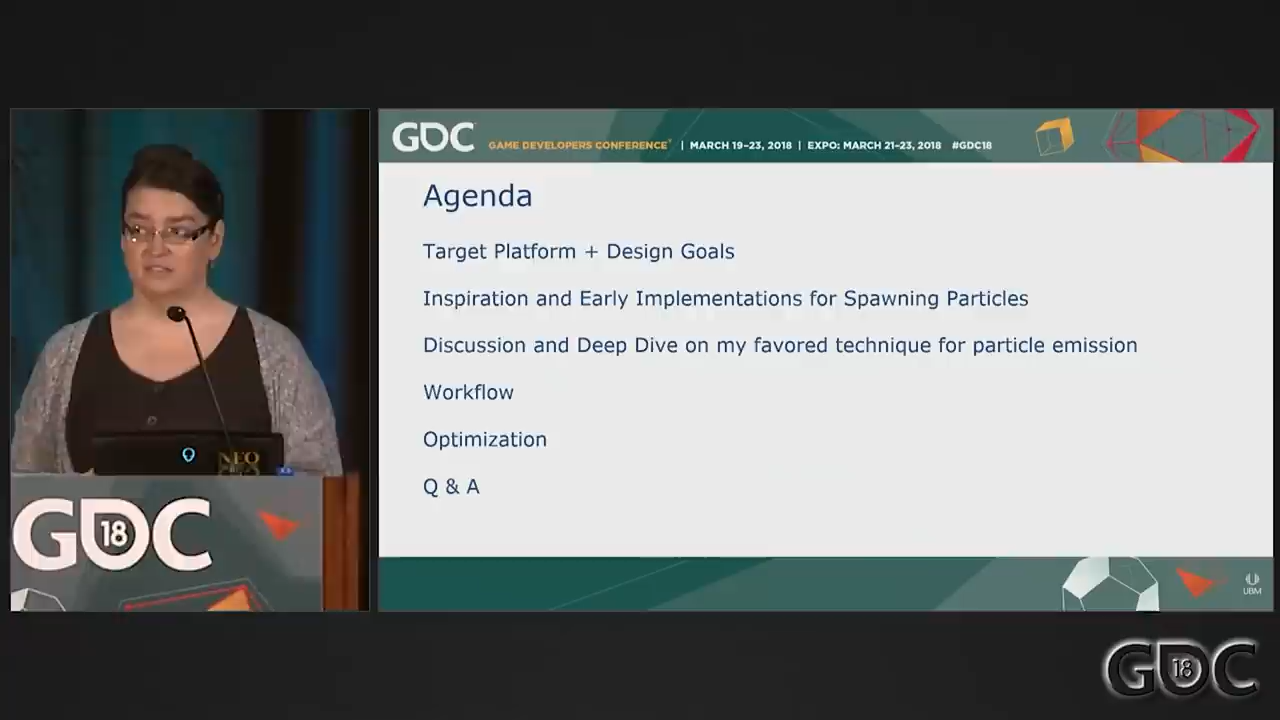 GDC
GAME DEVELOPERS CONFERENCE | MARCH 19–23, 2018 | EXPO: MARCH 21–23, 2018 #GDC18
Agenda
Target Platform + Design Goals
Inspiration and Early Implementations for Spawning Particles
Discussion and Deep Dive on my favored technique for particle emission
Workflow
Optimization
Q & A
NEO
GDC 18
UBM
GDC 18